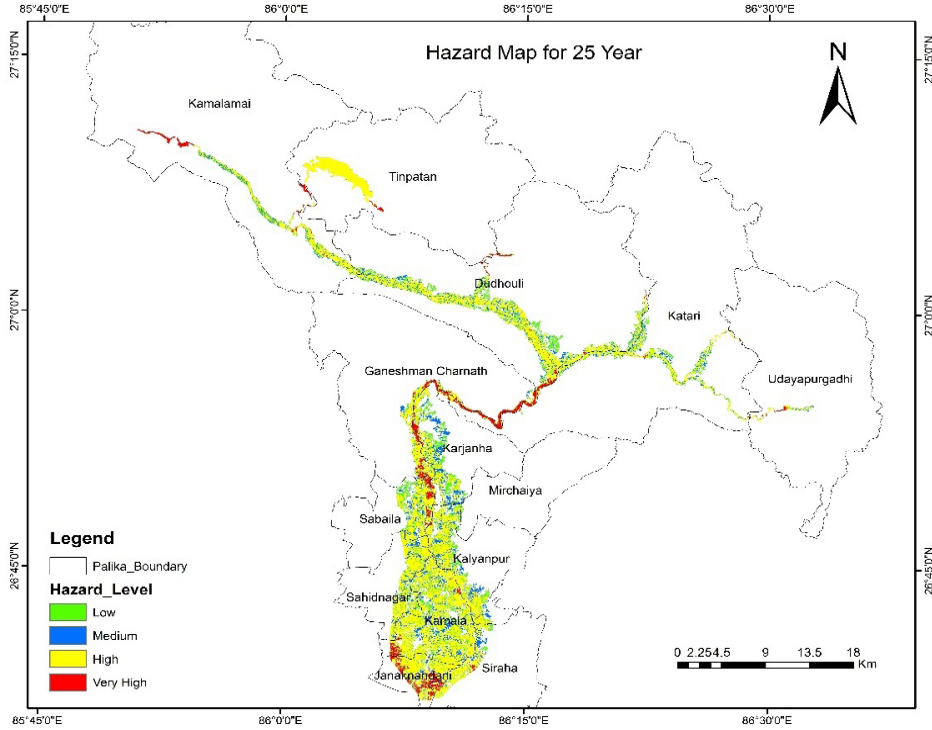 85°45'0"E 86°0'0"E 86°15'0"E 86°30'0"E
Hazard Map for 25 Year
N
27°15'0"N
27°15'0"N
Kamalamai
Tinpatan
Dudhouli
27°0'0"N
27°0'0"N
Katari
Ganeshman Charnath
Udayapurgadhi
Karjanha
Mirchaiya
Sabaila
Legend
Palika_Boundary
Kalyanpur
26°45'0"N
26°45'0"N
Hazard_Level
Low
Medium
High
Very High
Sahidnagar
Kamala
Siraha
Janaknandani
0 2.254.5 9 13.5 18
Km
85°45'0"E 86°0'0"E 86°15'0"E 86°30'0"E